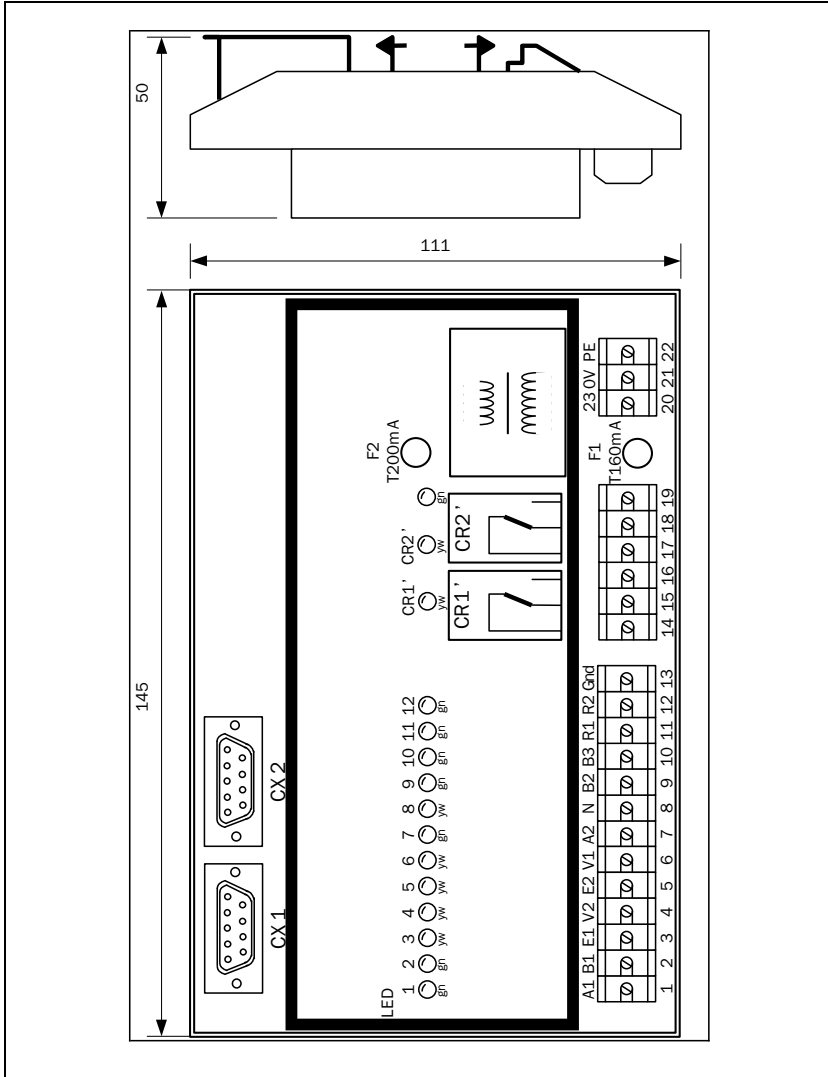 50
111
145
23 0V PE
20 21 22
F2
T200mA
F1
T160mA
gn
CR2'
yw
CR2'
CR1'
yw
CR1'
14 15 16 17 18 19
CX 2
CX 1
LED
1 2 3 4 5 6 7 8 9 10 11 12
gn gn yw yw yw yw gn yw gn gn gn gn
A1 B1 E1 V2 E2 V1 A2 N B2 B3 R1 R2 Gnd
1 2 3 4 5 6 7 8 9 10 11 12 13